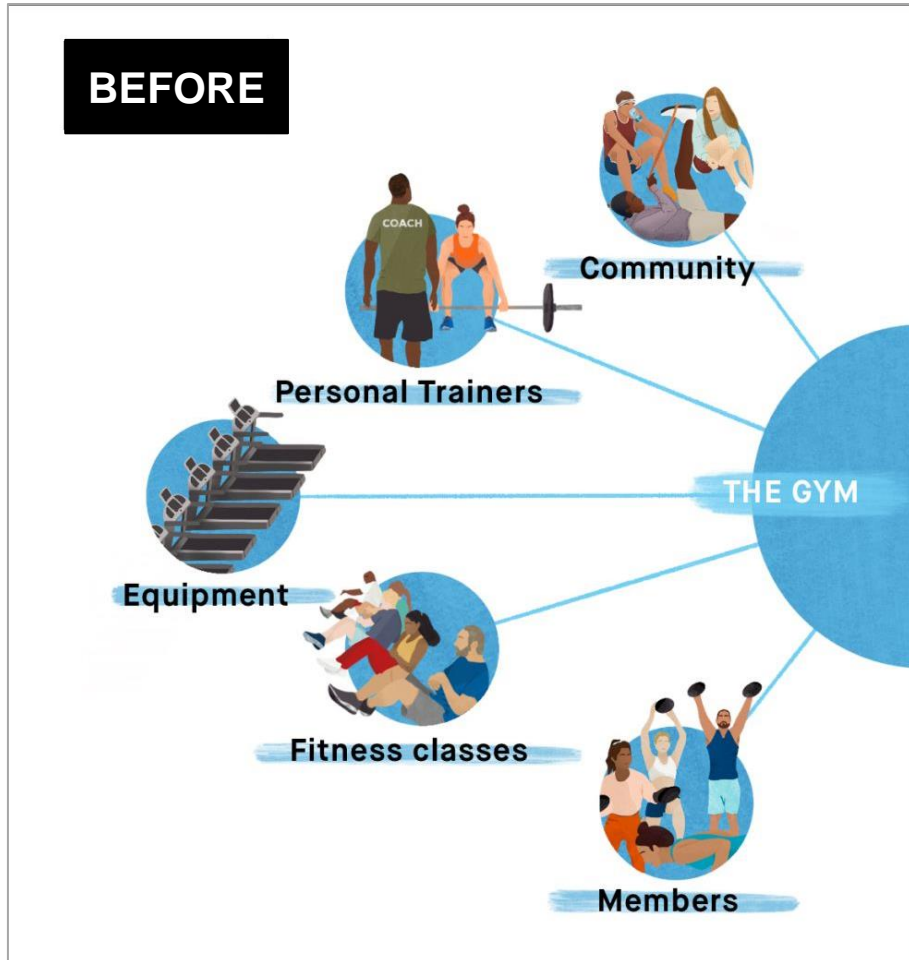 BEFORE
Community
COACH
Personal Trainers
THE GYM
Equipment
Fitness classes
Members